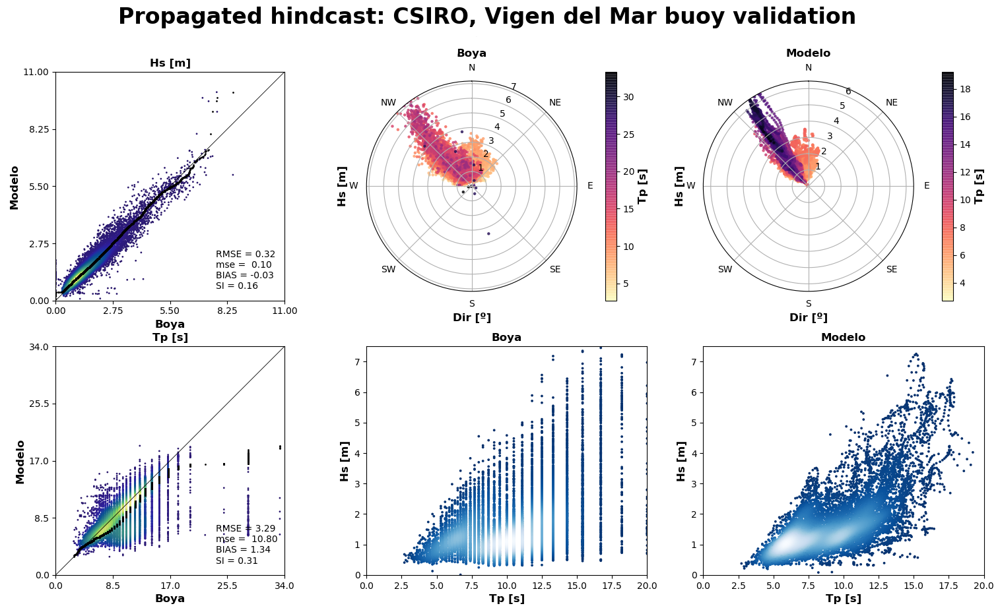 Propagated hindcast: CSIRO, Vigen del Mar buoy validation
Hs [m]
11.00
8.25
5.50
2.75
0.00
0.00 2.75 5.50 8.25 11.00
Modelo
Boya
RMSE = 0.32
mse = 0.10
BIAS = -0.03
SI = 0.16
Boya
N
NE
E
SE
S
SW
W
NW
1
2
3
4
5
6
7
Hs [m]
Dir [º]
30
25
20
15
10
5
Tp [s]
Modelo
N
NE
E
SE
S
SW
W
NW
1
2
3
4
5
6
Hs [m]
Dir [º]
18
16
14
12
10
8
6
4
Tp [s]
Tp [s]
34.0
25.5
17.0
8.5
0.0
0.0 8.5 17.0 25.5 34.0
Modelo
Boya
RMSE = 3.29
mse = 10.80
BIAS = 1.34
SI = 0.31
Boya
7
6
5
4
3
2
1
0
0.0 2.5 5.0 7.5 10.0 12.5 15.0 17.5 20.0
Hs [m]
Tp [s]
Modelo
7
6
5
4
3
2
1
0
0.0 2.5 5.0 7.5 10.0 12.5 15.0 17.5 20.0
Hs [m]
Tp [s]